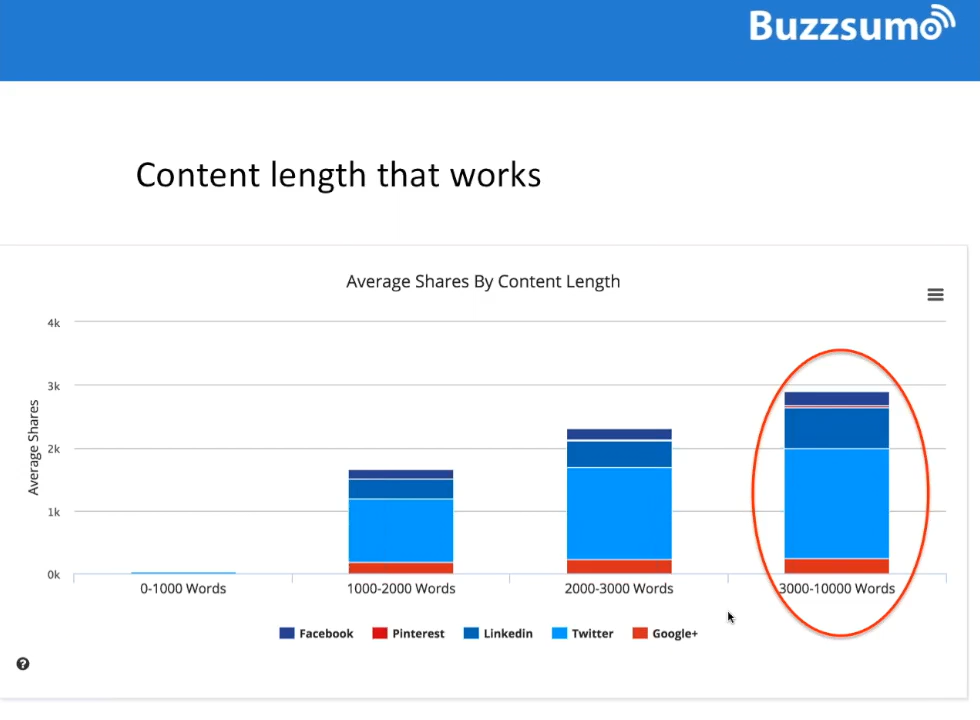 Buzzsumo
Content length that works
Average Shares By Content Length
4k
3k
2k
1k
0k
Average Shares
0-1000 Words
1000-2000 Words
2000-3000 Words
3000-10000 Words
Facebook
Pinterest
Linkedin
Twitter
Google+
?